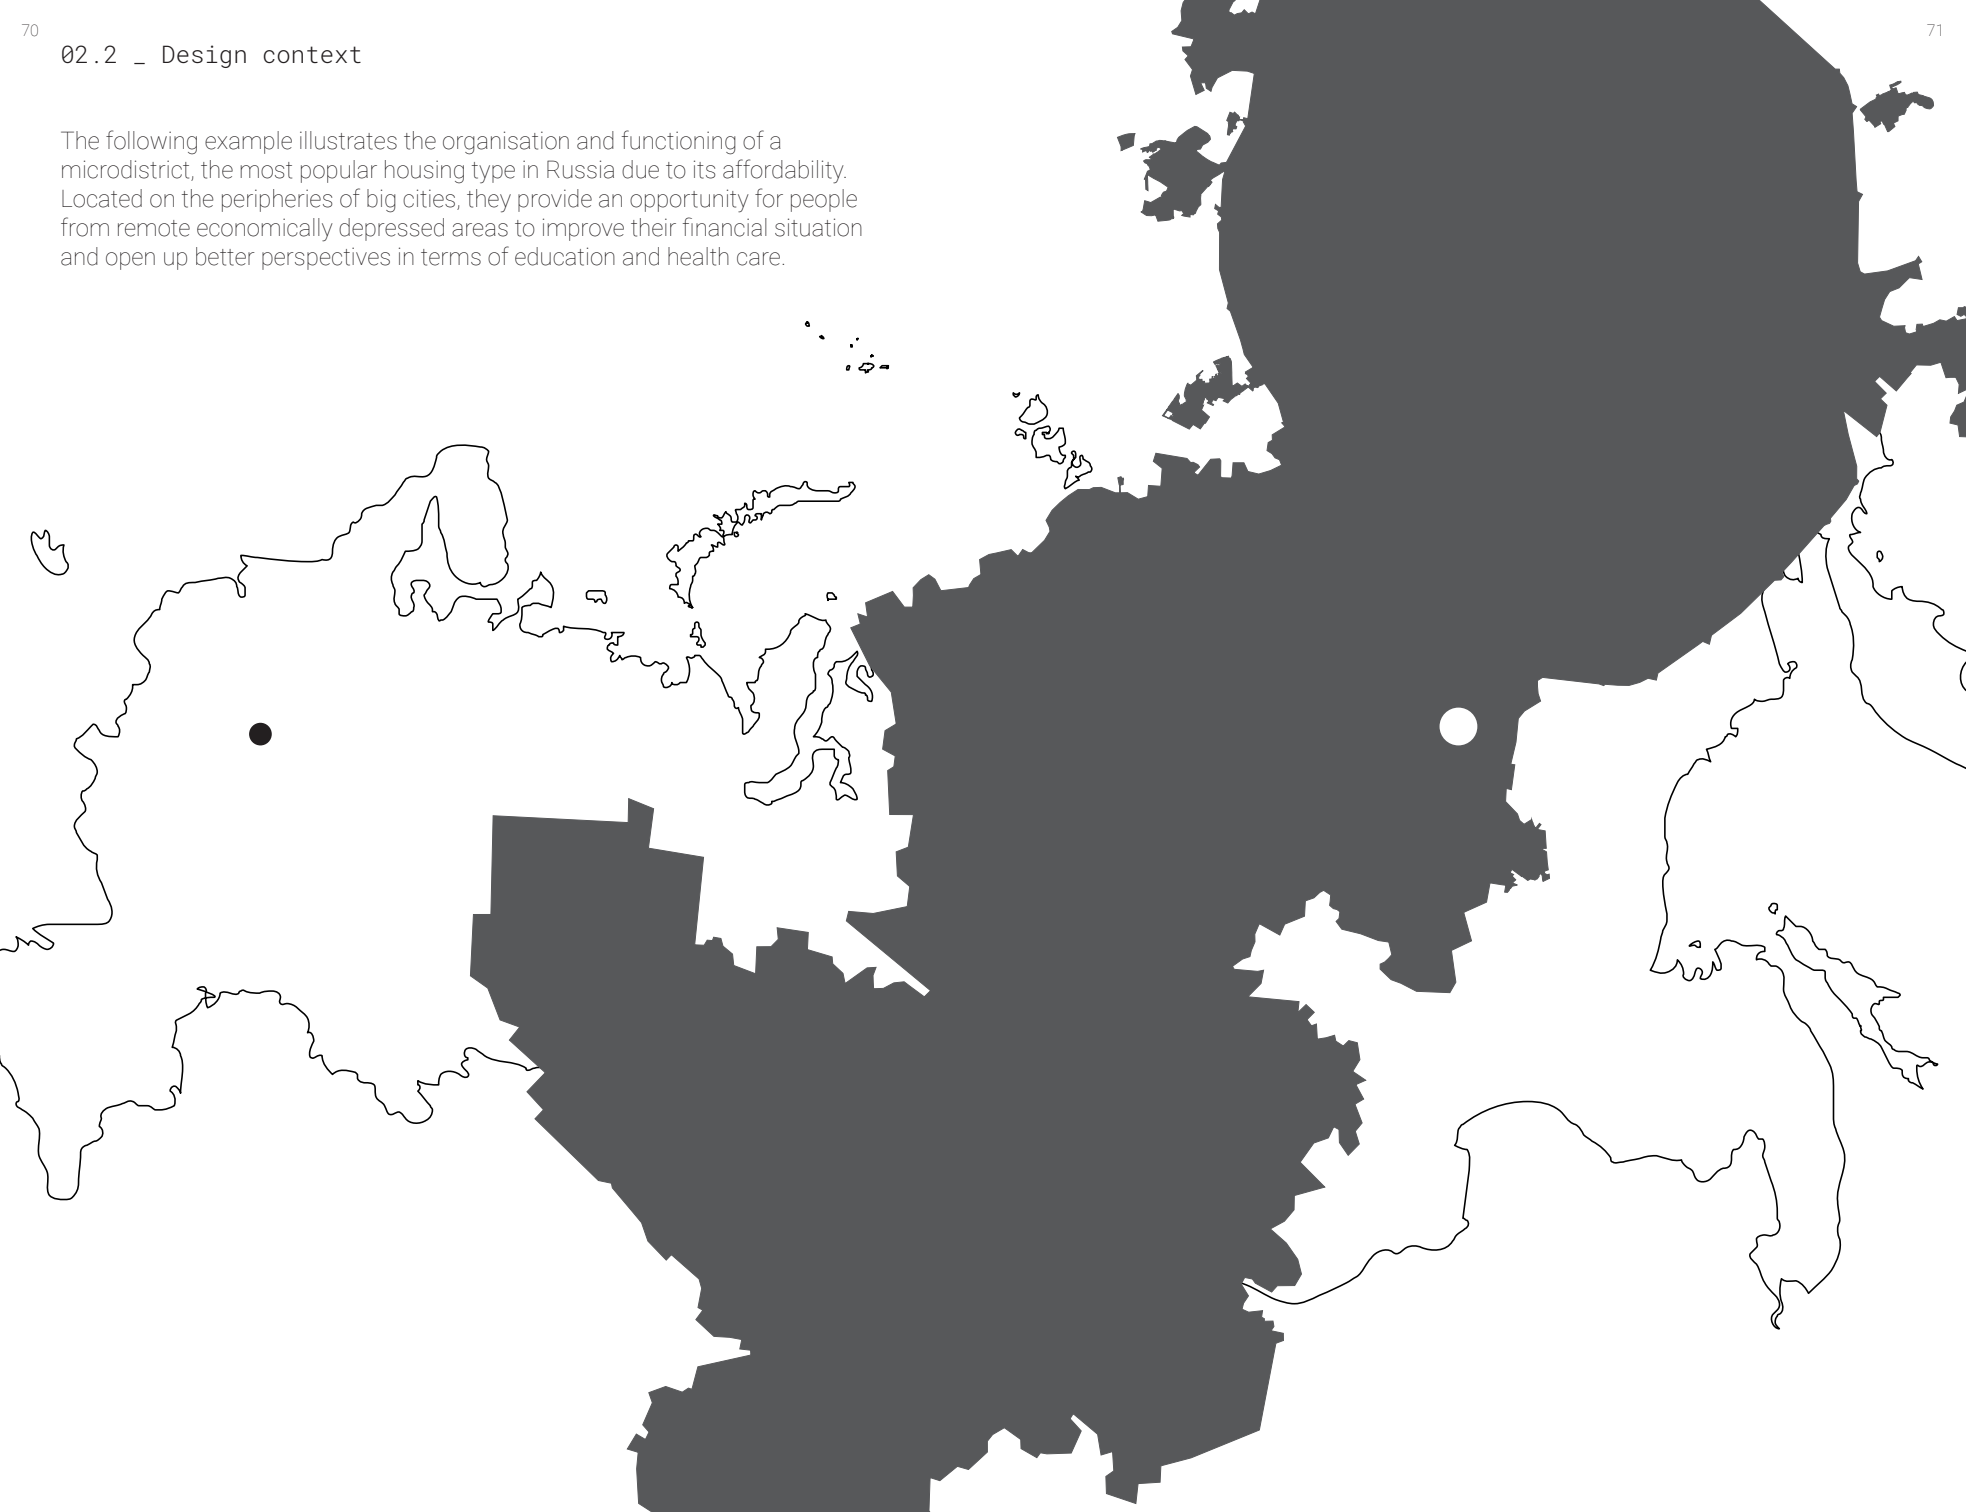 70
71
02.2 _ Design context
The following example illustrates the organisation and functioning of a
microdistrict, the most popular housing type in Russia due to its affordability.
Located on the peripheries of big cities, they provide an opportunity for people
from remote economically depressed areas to improve their financial situation
and open up better perspectives in terms of education and health care.